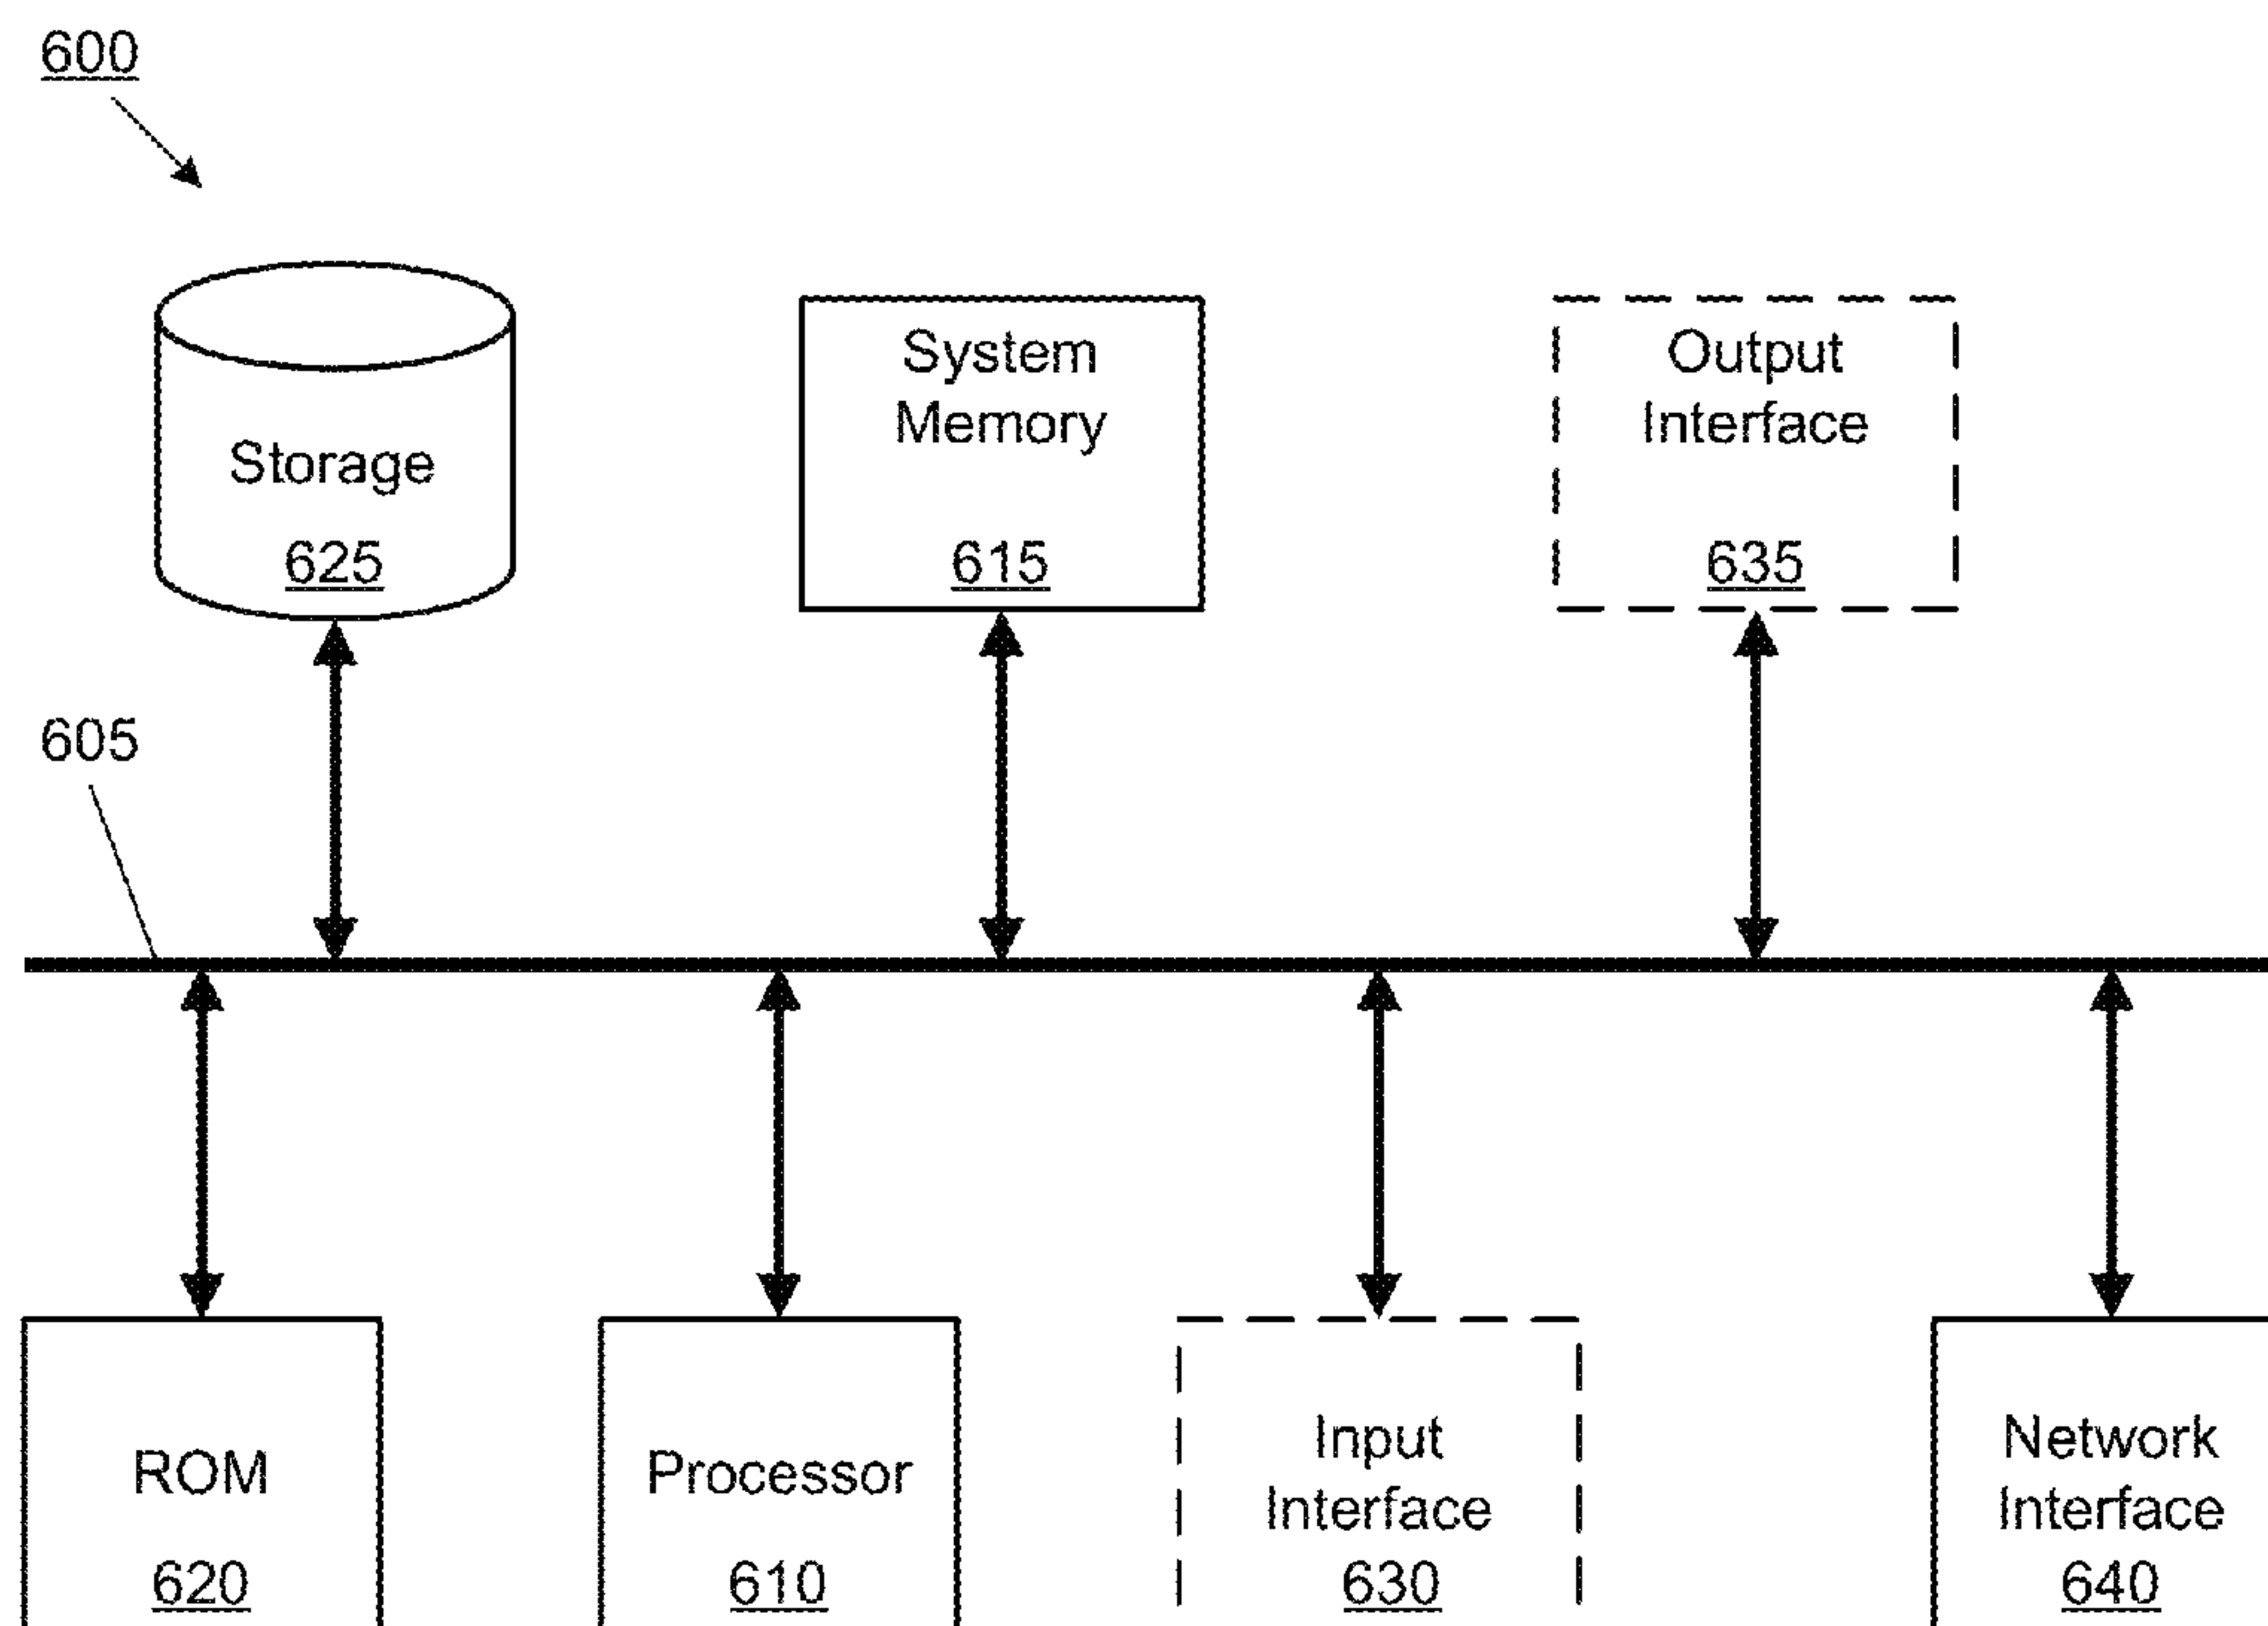 600
Storage
625
System
Memory
615
Output
Interface
635
605
ROM
620
Processor
610
Input
Interface
630
Network
Interface
640